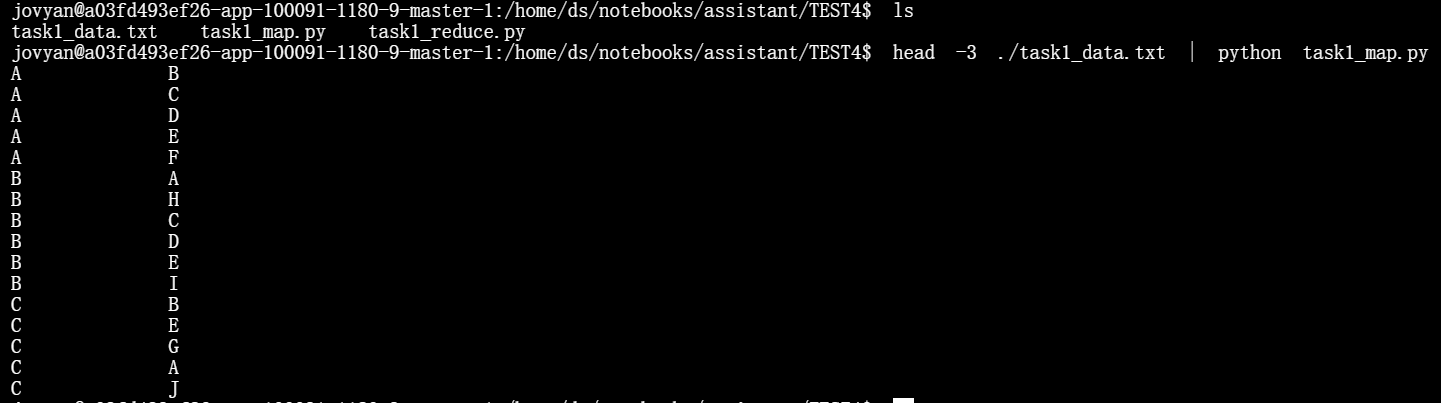 jovyan@a03fd493ef26-app-100091-1180-9-master-1:/home/ds/notebooks/assistant/TEST4$ ls
task1_data.txt task1_map.py task1_reduce.py
jovyan@a03fd493ef26-app-100091-1180-9-master-1:/home/ds/notebooks/assistant/TEST4$ head -3 ./task1_data.txt | python task1_map.py
A B
A C
A D
A E
A F
B A
B H
B C
B D
B E
B I
C B
C E
C G
C A
C J